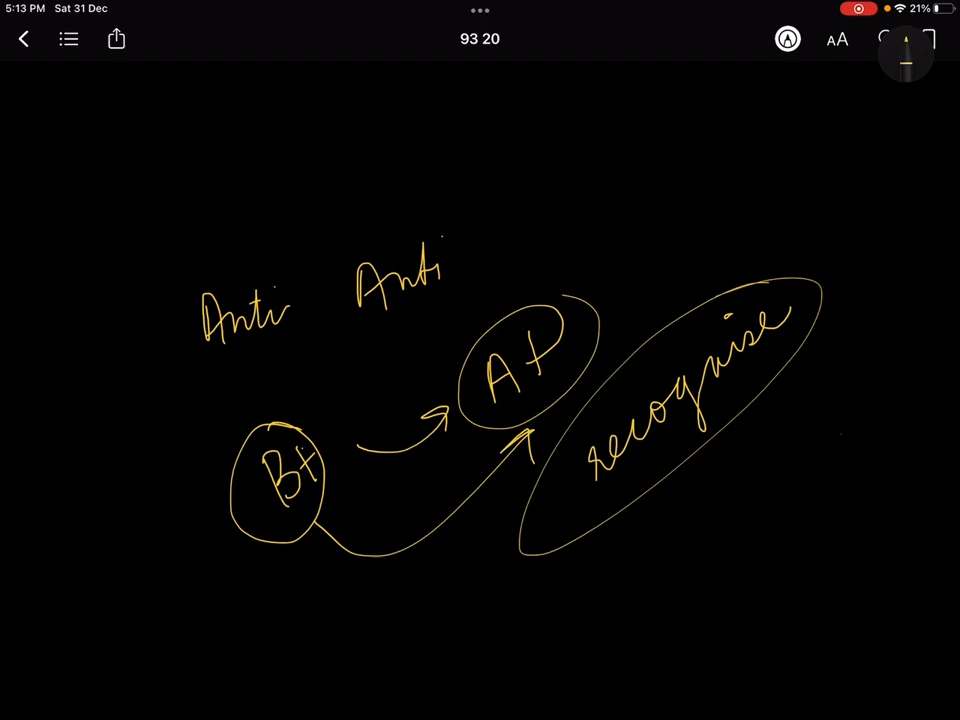 5:13 PM Sat 31 Dec
21%
93 20
AA
Anti Anti
A+
recognise
B+